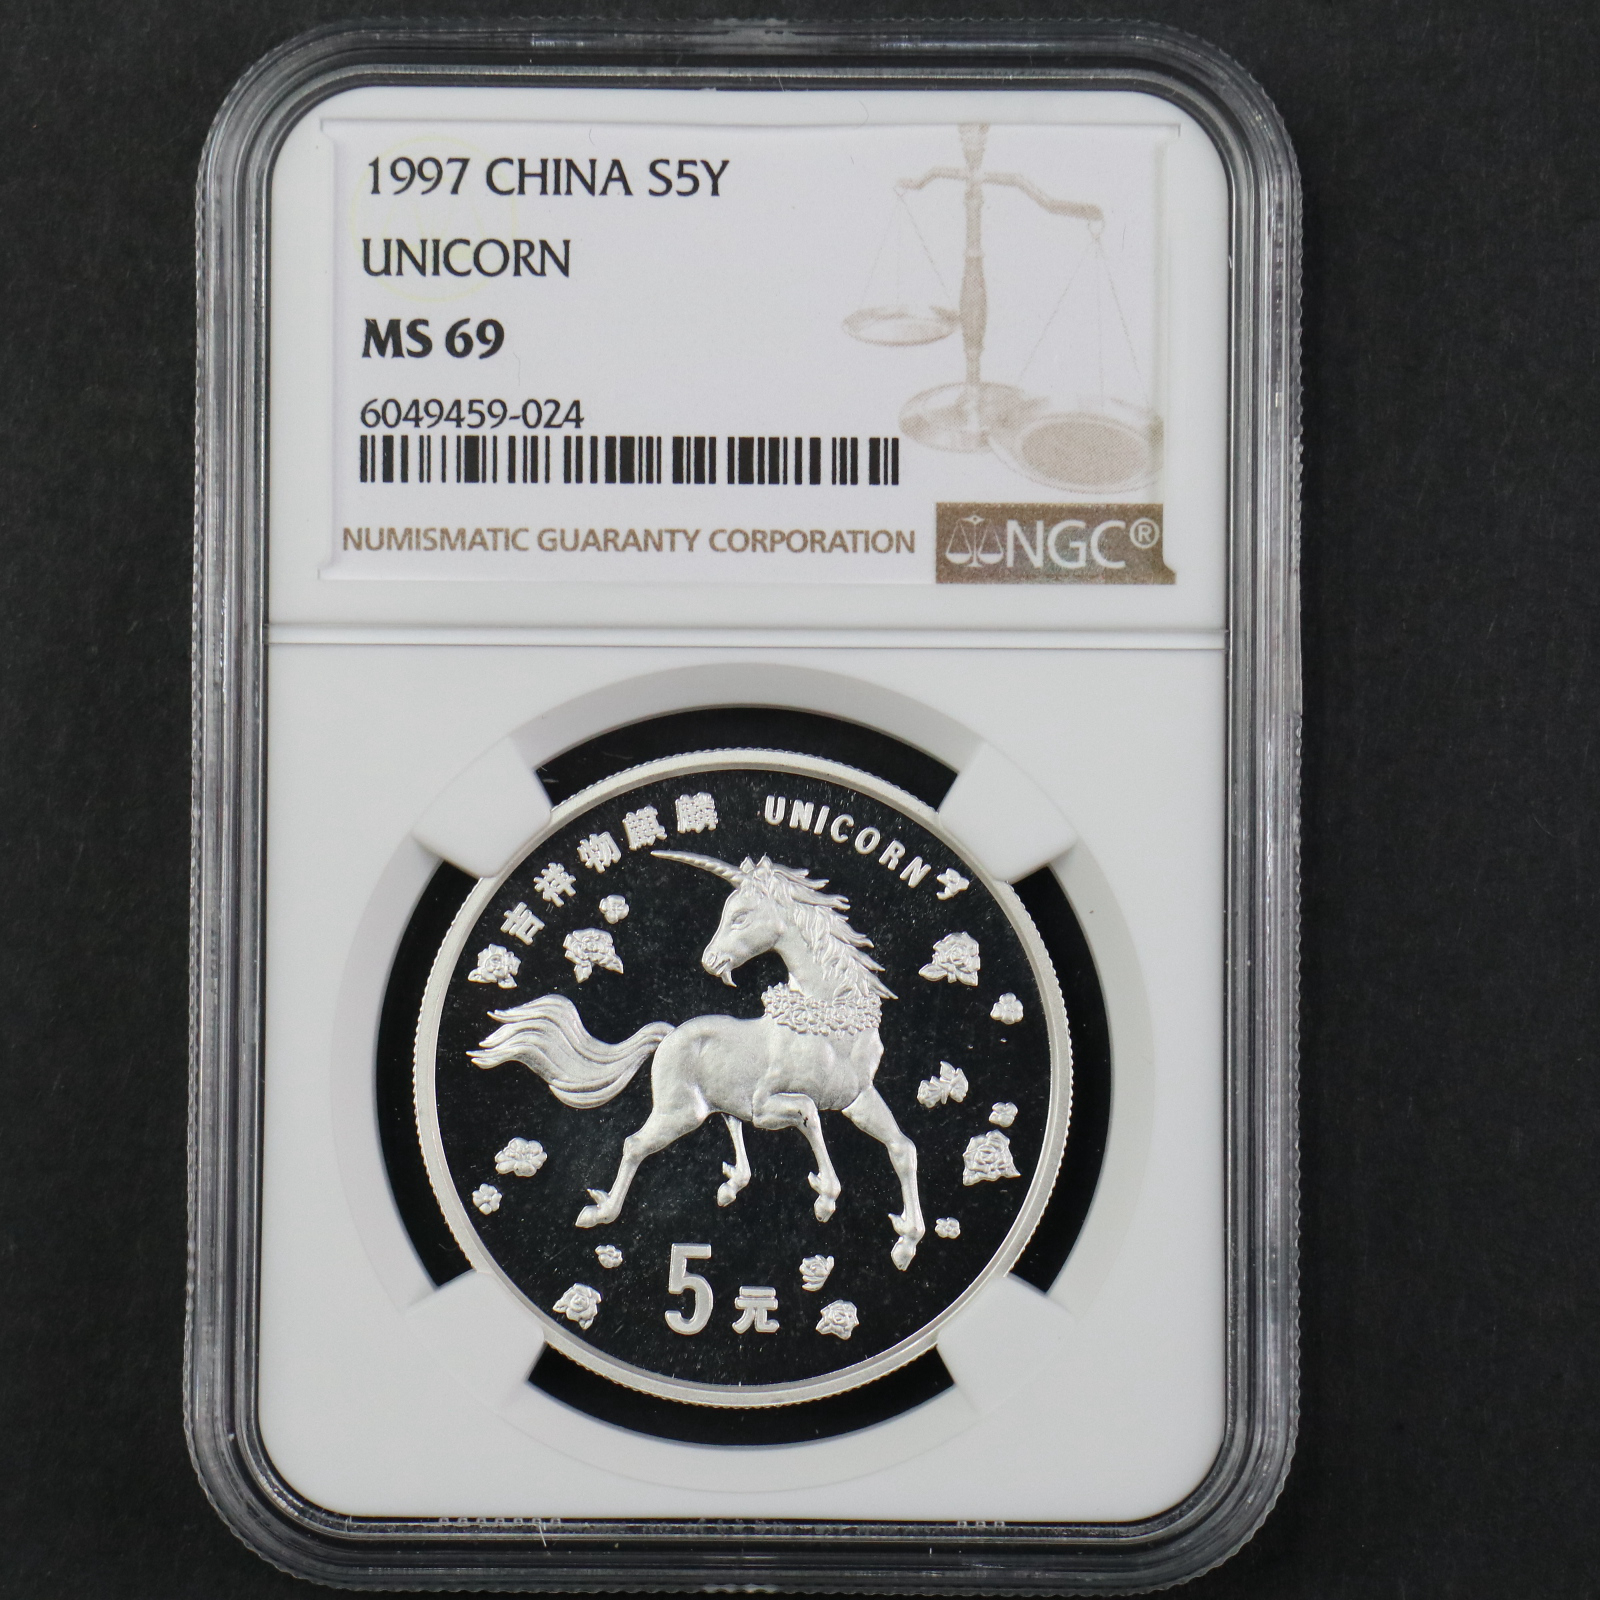 1997 CHINA S5Y
UNICORN
MS 69
6049459-024
NUMISMATIC GUARANTY CORPORATION
NGC®
吉祥物麒麟
UNICORN
5元